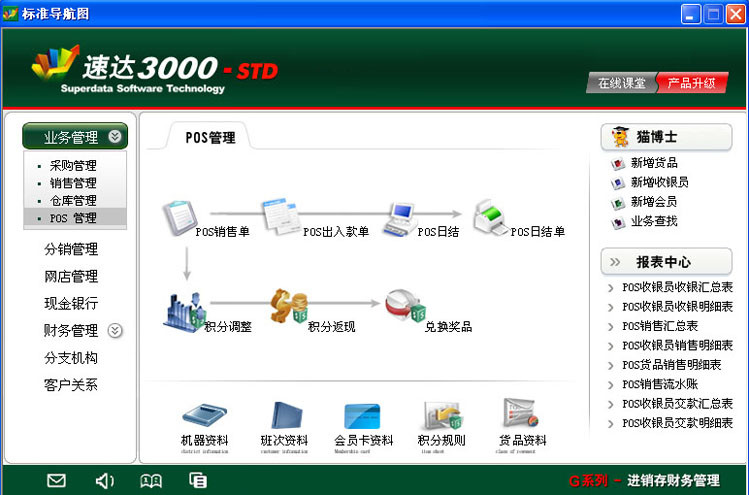 标准导航图
速达3000-STD
Superdata Software Technology
在线课堂
产品升级
业务管理
采购管理
销售管理
仓库管理
POS 管理
分销管理
网店管理
现金银行
财务管理
分支机构
客户关系
POS管理
POS销售单
POS出入款单
POS日结
POS日结单
积分调整
积分返现
兑换奖品
机器资料
district infomation
班次资料
customer infomation
会员卡资料
Membership card
积分规则
item sheet
货品资料
class of comment
猫博士
新增货品
新增收银员
新增会员
业务查找
报表中心
POS收银员收银汇总表
POS收银员收银明细表
POS销售汇总表
POS收银员销售明细表
POS货品销售明细表
POS销售流水账
POS收银员交款汇总表
POS收银员交款明细表
G系列 - 进销存财务管理